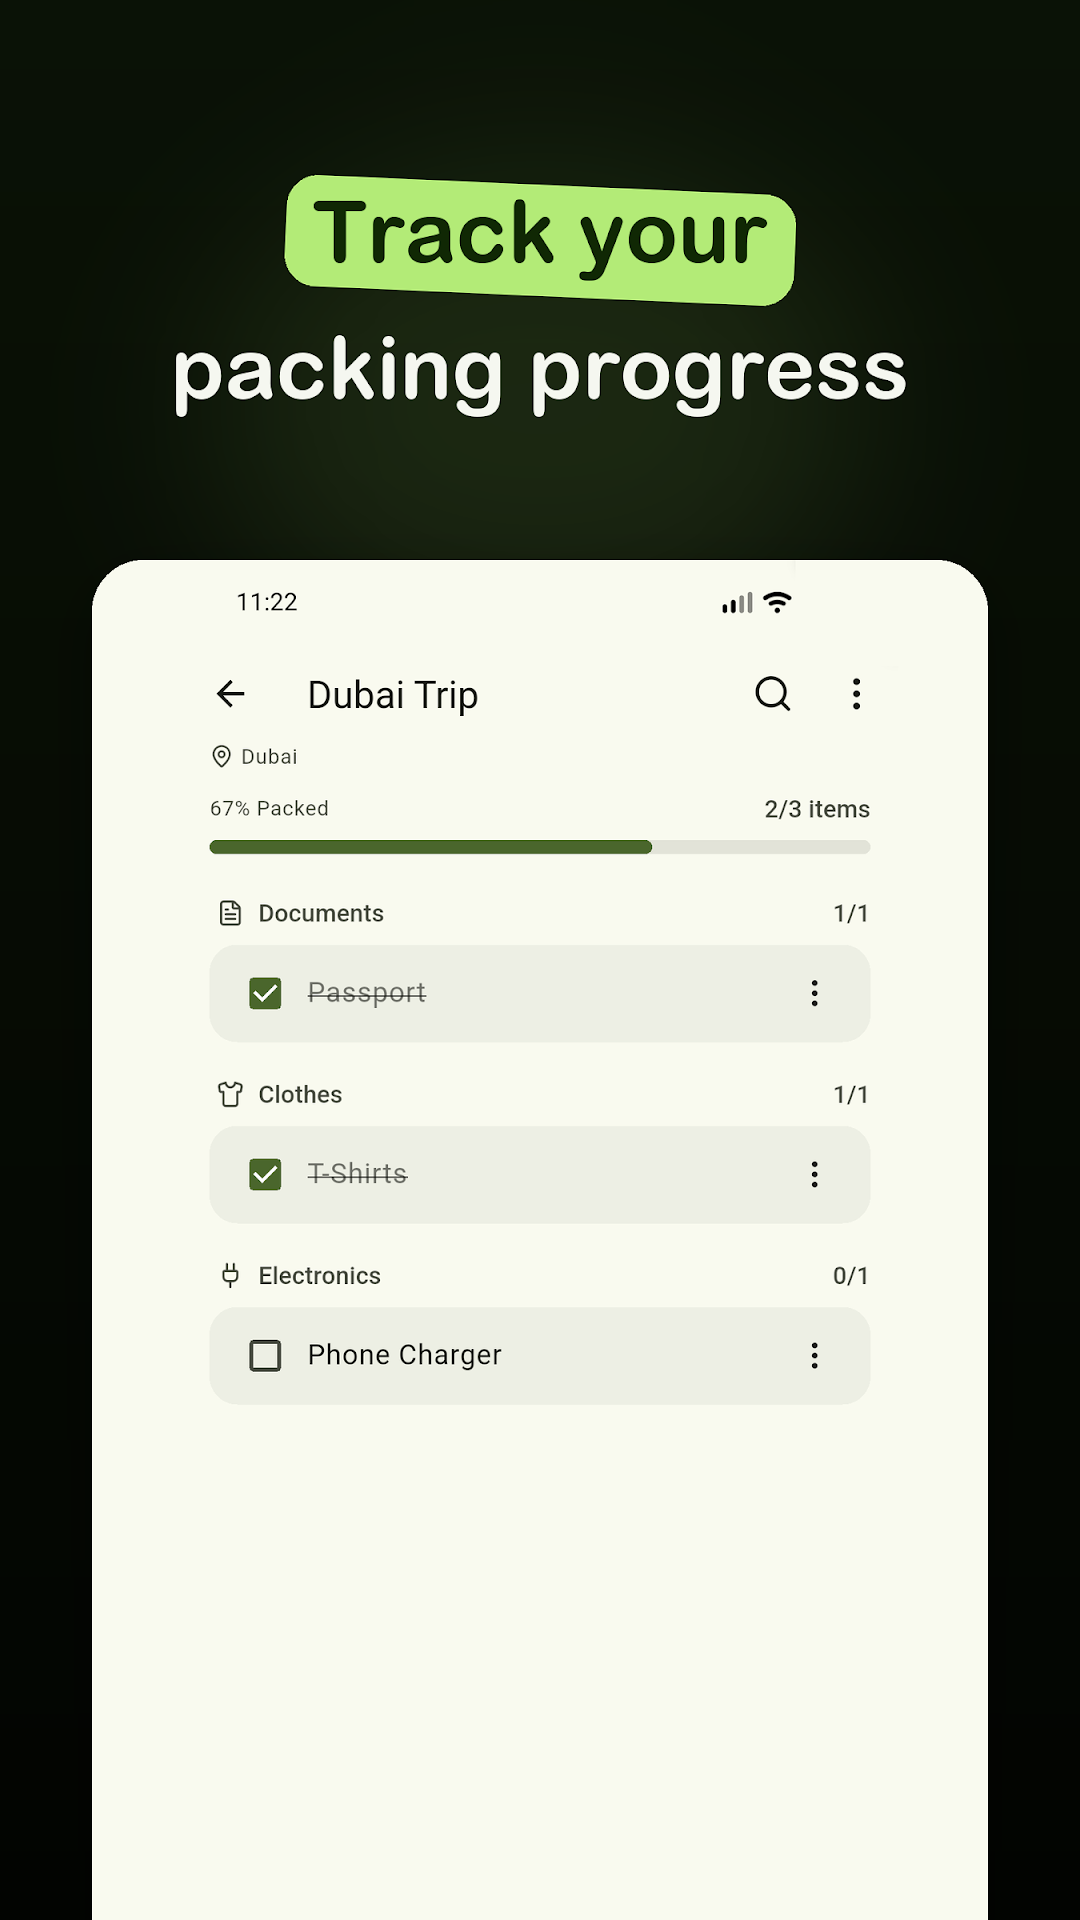 Track your
packing progress
11:22
Dubai Trip
Dubai
67% Packed 2/3 items
Documents 1/1
Passport
Clothes 1/1
T-Shirts
Electronics 0/1
Phone Charger